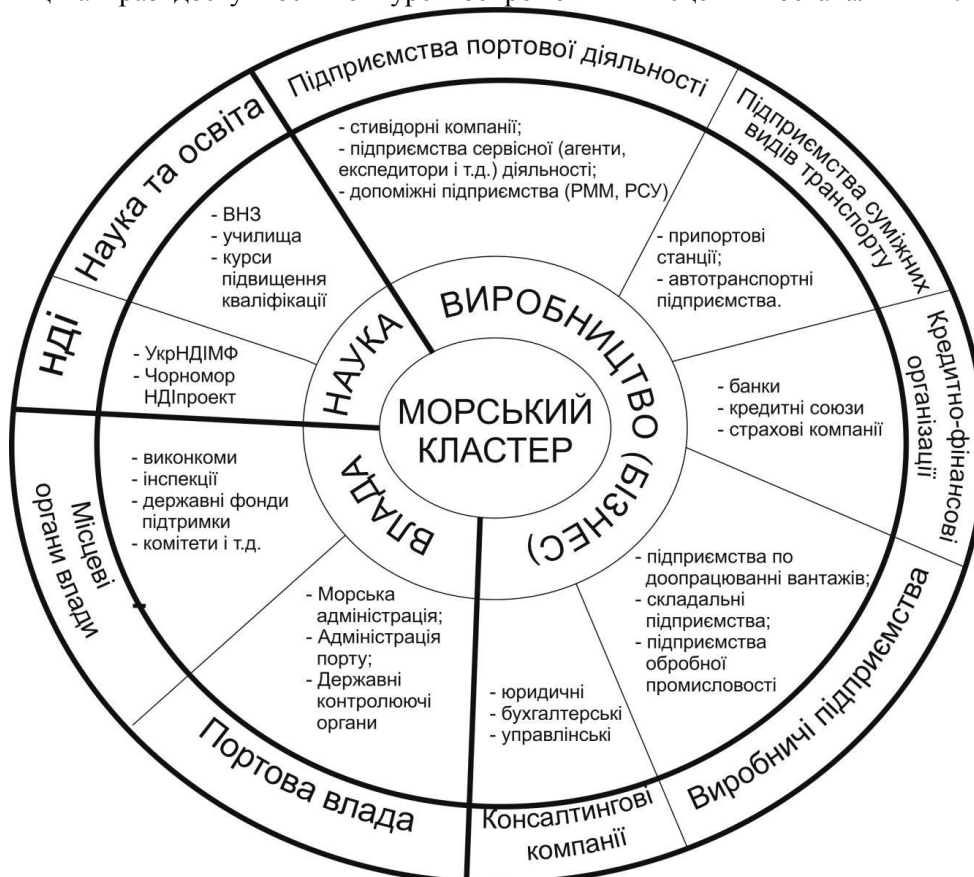 Підприємства портової діяльності
- стивідорні компанії;
- підприємства сервісної (агенти,
експедитори і т.д.) діяльності;
- допоміжні підприємства (РММ, РСУ)
Підприємства суміжних
видів транспорту
- припортові
станції;
- автотранспортні
підприємства.
Кредитно-фінансові
організації
- банки
- кредитні союзи
- страхові компанії
Виробничі підприємства
- підприємства по
доопрацюванні вантажів;
- складальні
підприємства;
- підприємства
обробної
промисловості
Консалтингові
компанії
- юридичні
- бухгалтерські
- управлінські
Портова влада
- Морська
адміністрація;
- Адміністрація
порту;
- Державні
контролюючі
органи
Місцеві
органи влади
- виконкоми
- інспекції
- державні фонди
підтримки
- комітети і т.д.
НДІ
- УкрНДІМФ
- Чорномор
НДІпроект
Наука та освіта
- ВНЗ
- училища
- курси
підвищення
кваліфікації
НАУКА
ВИРОБНИЦТВО (БІЗНЕС)
ВЛАДА
МОРСЬКИЙ
КЛАСТЕР